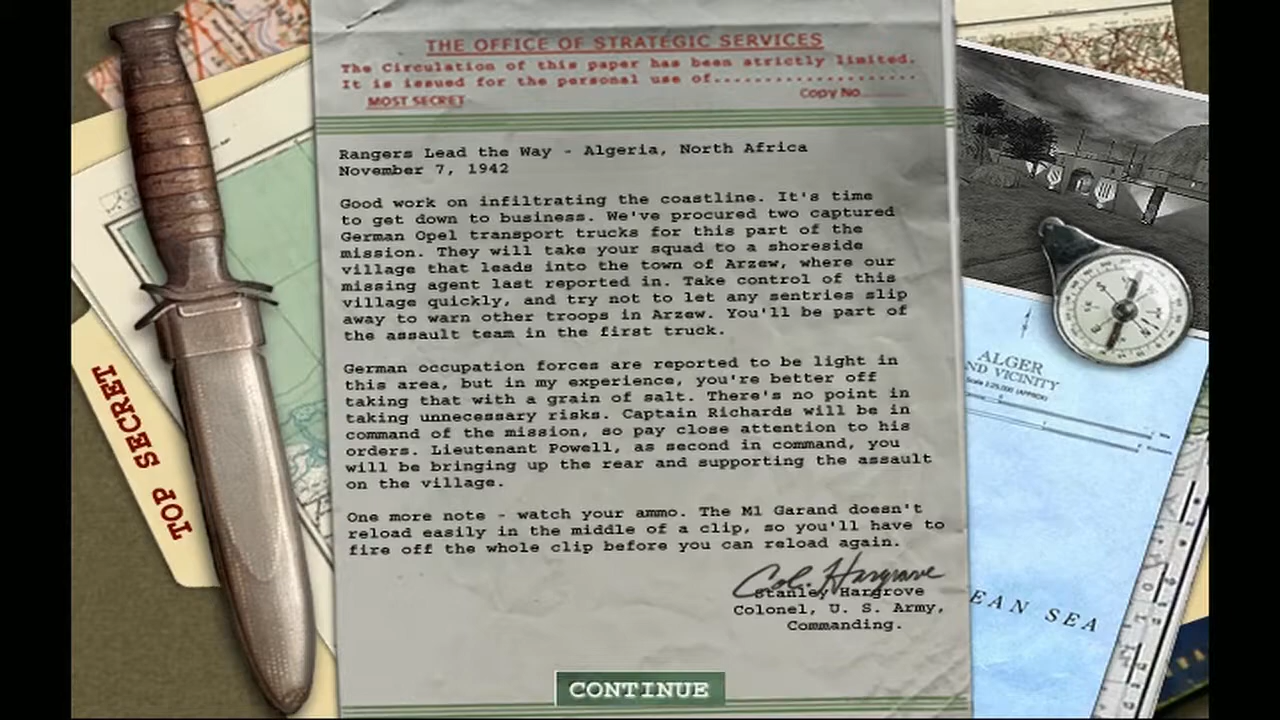 THE OFFICE OF STRATEGIC SERVICES
The Circulation of this paper has been strictly limited.
It is issued for the personal use of....................
MOST SECRET
Copy No......
Rangers Lead the Way - Algeria, North Africa
November 7, 1942
Good work on infiltrating the coastline. It's time
to get down to business. We've procured two captured
German Opel transport trucks for this part of the
mission. They will take your squad to a shoreside
village that leads into the town of Arzew, where our
missing agent last reported in. Take control of this
village quickly, and try not to let any sentries slip
away to warn other troops in Arzew. You'll be part of
the assault team in the first truck.
German occupation forces are reported to be light in
this area, but in my experience, you're better off
taking that with a grain of salt. There's no point in
taking unnecessary risks. Captain Richards will be in
command of the mission, so pay close attention to his
orders. Lieutenant Powell, as second in command, you
will be bringing up the rear and supporting the assault
on the village.
One more note - watch your ammo. The M1 Garand doesn't
reload easily in the middle of a clip, so you'll have to
fire off the whole clip before you can reload again.
Col. Hargrove
Stanley Hargrove
Colonel, U. S. Army,
Commanding.
CONTINUE
TOP SECRET
ALGER
ND VICINITY
Scale 1:25,000 (APPROX)
EAN SEA